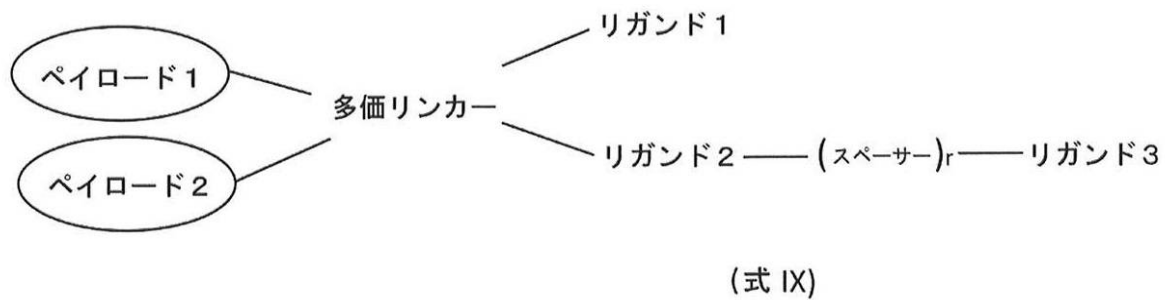 リガンド1
ペイロード1
多価リンカー
ペイロード2
リガンド2 (スペーサー)r リガンド3
(式 IX)